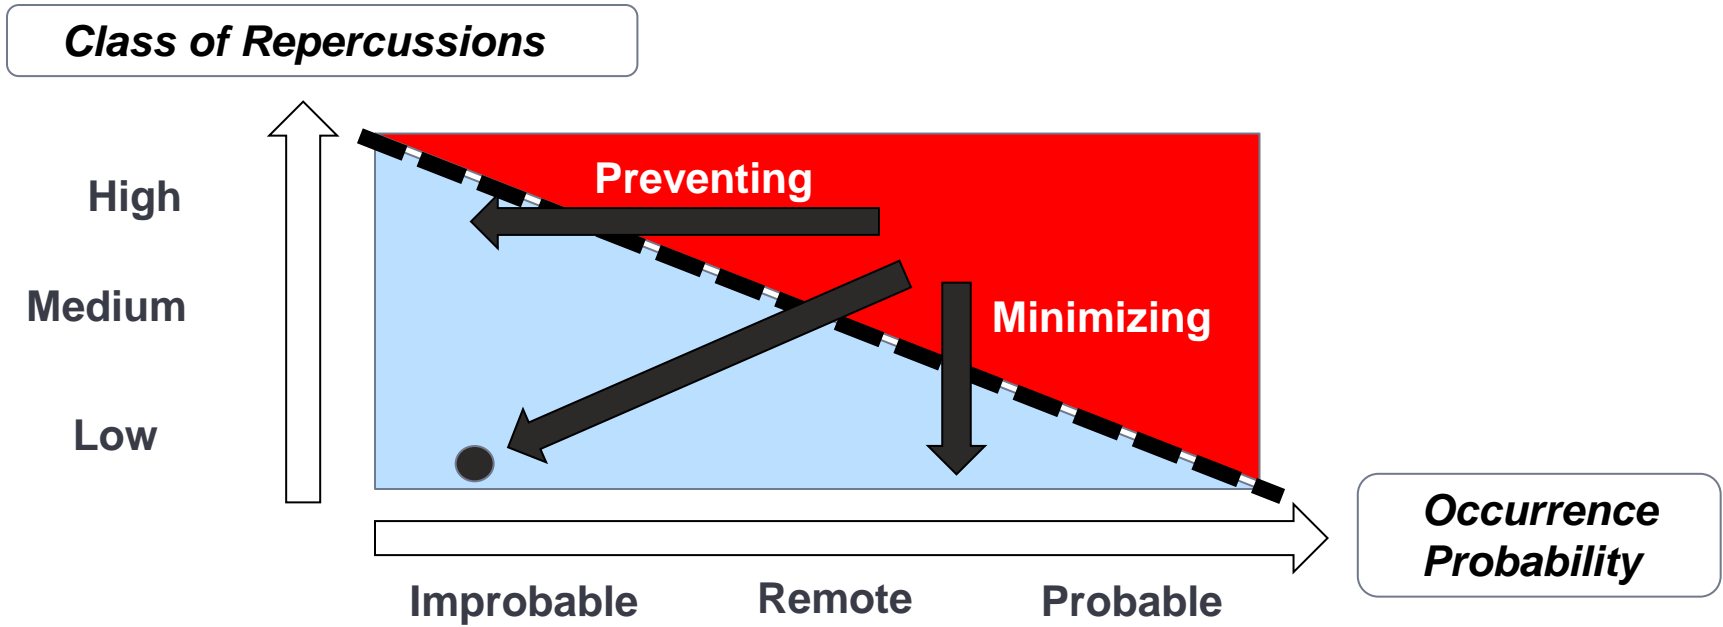 Class of Repercussions
High
Preventing
Medium
Minimizing
Low
Occurrence
Probability
Improbable
Remote
Probable